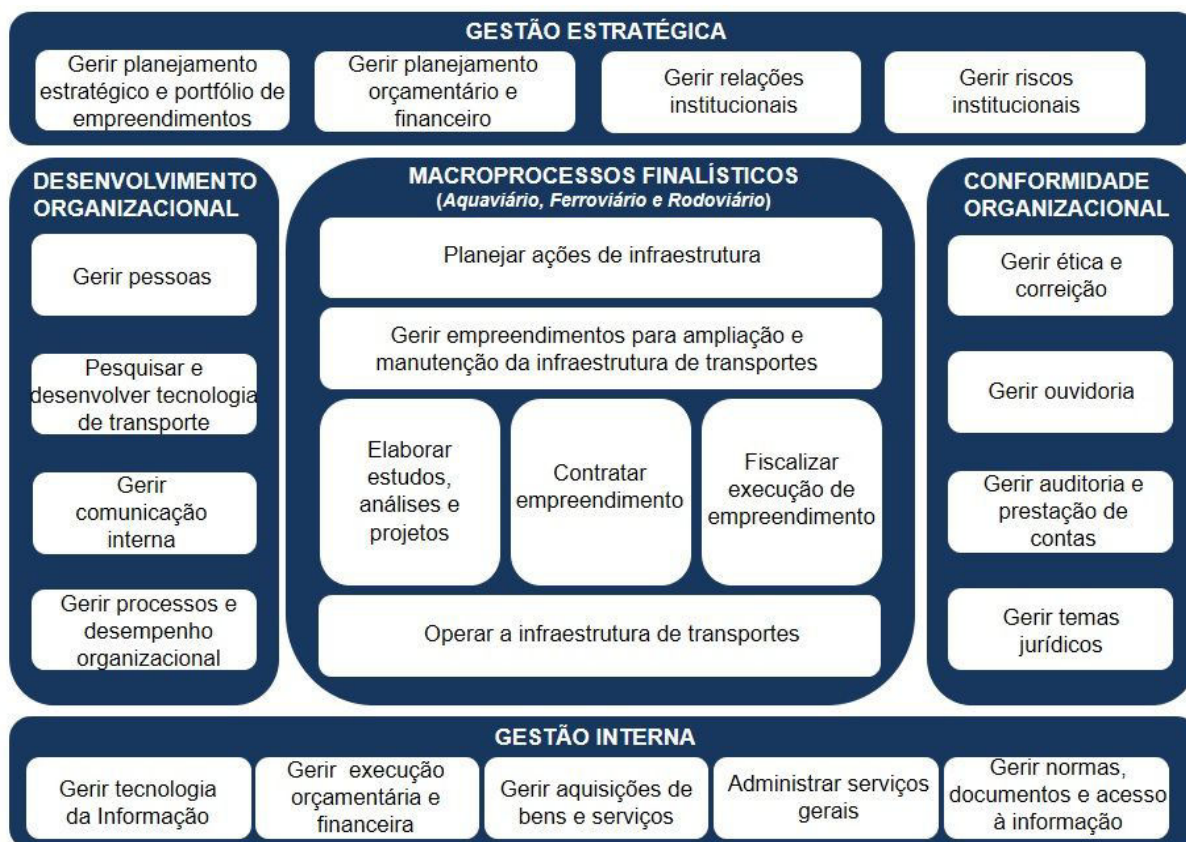 GESTÃO ESTRATÉGICA
Gerir planejamento
estratégico e portfólio de
empreendimentos
Gerir planejamento
orçamentário e
financeiro
Gerir relações
institucionais
Gerir riscos
institucionais
DESENVOLVIMENTO
ORGANIZACIONAL
Gerir pessoas
Pesquisar e
desenvolver tecnologia
de transporte
Gerir
comunicação
interna
Gerir processos e
desempenho
organizacional
MACROPROCESSOS FINALÍSTICOS
(Aquaviário, Ferroviário e Rodoviário)
Planejar ações de infraestrutura
Gerir empreendimentos para ampliação e
manutenção da infraestrutura de transportes
Elaborar
estudos,
análises e
projetos
Contratar
empreendimento
Fiscalizar
execução de
empreendimento
Operar a infraestrutura de transportes
CONFORMIDADE
ORGANIZACIONAL
Gerir ética e
correição
Gerir ouvidoria
Gerir auditoria e
prestação de
contas
Gerir temas
jurídicos
GESTÃO INTERNA
Gerir tecnologia
da Informação
Gerir execução
orçamentária e
financeira
Gerir aquisições de
bens e serviços
Administrar serviços
gerais
Gerir normas,
documentos e acesso
à informação